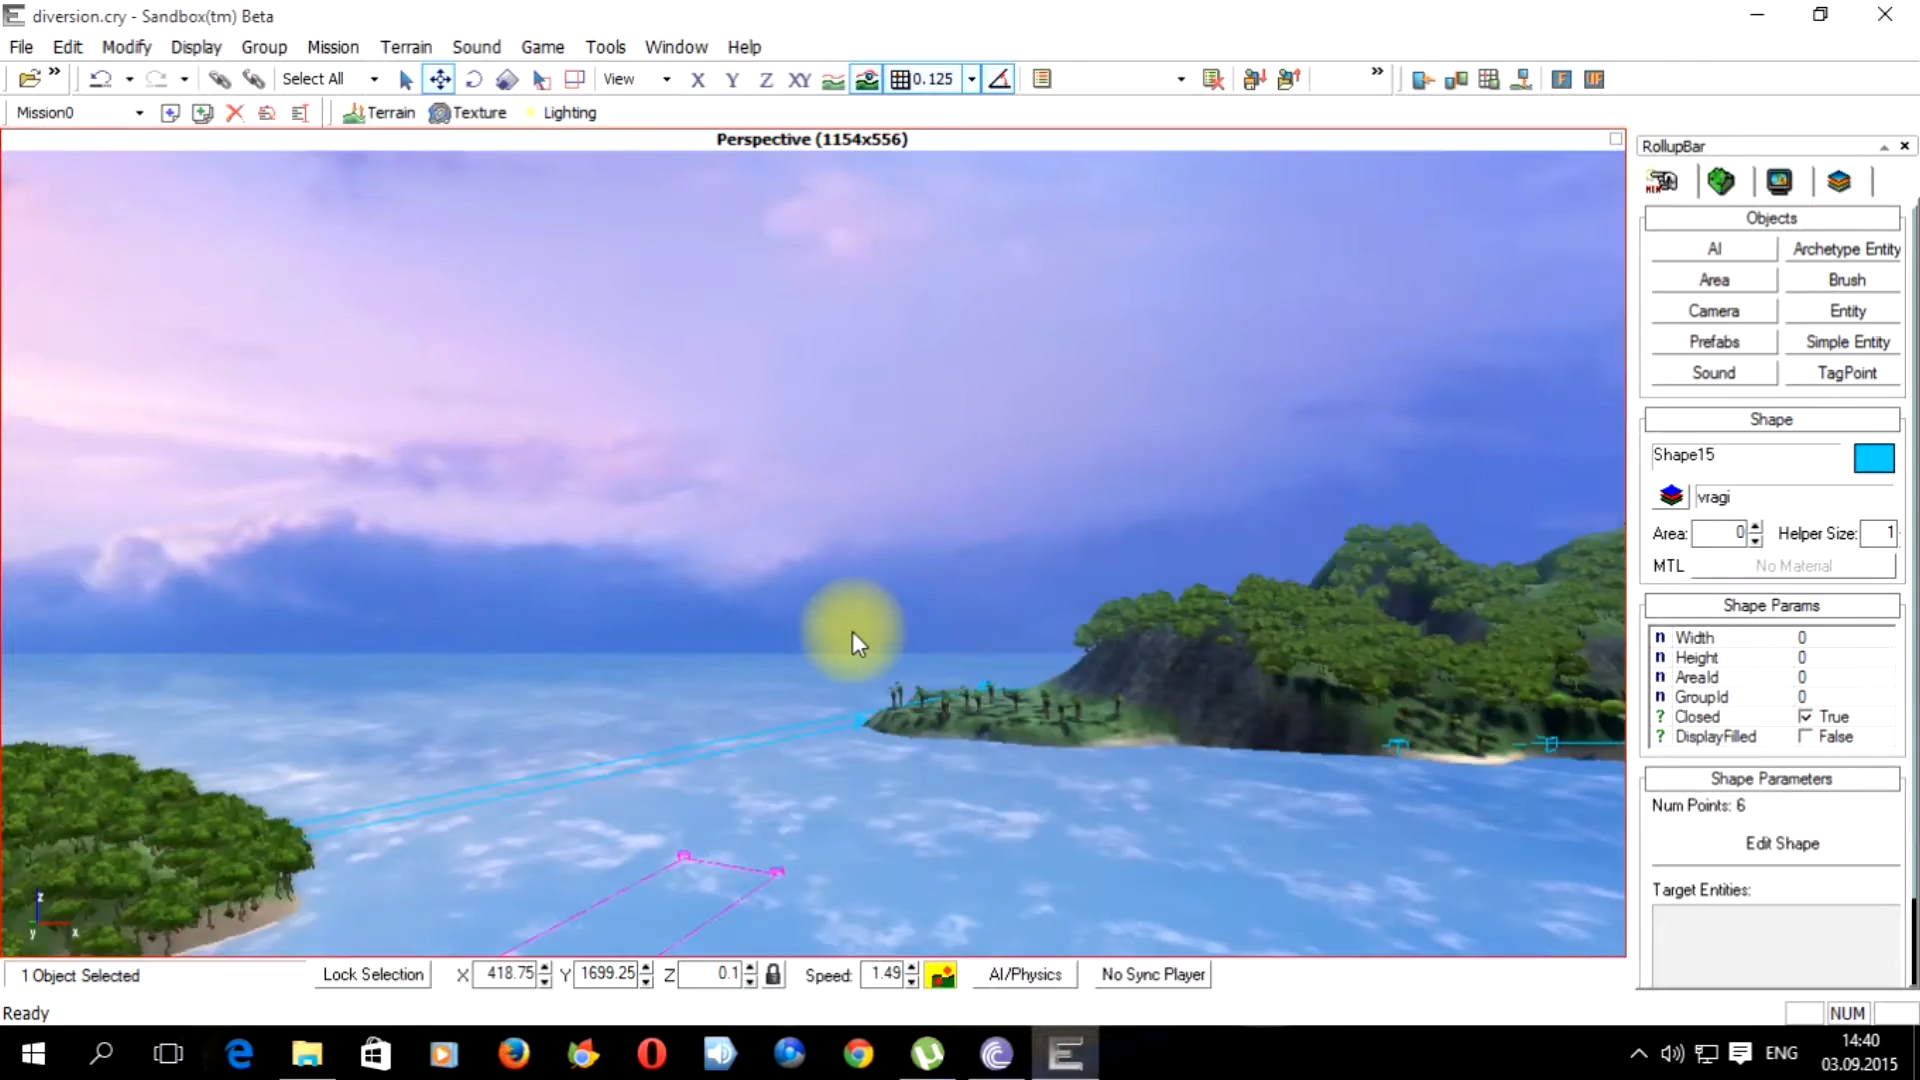 diversion.cry - Sandbox(tm) Beta
File Edit Modify Display Group Mission Terrain Sound Game Tools Window Help
Select All View X Y Z XY 0.125
Mission0 Terrain Texture Lighting
Perspective (1154x556)
RollupBar
Objects
AI Archetype Entity
Area Brush
Camera Entity
Prefabs Simple Entity
Sound TagPoint
Shape
Shape15
vragi
Area: 0 Helper Size: 1
MTL No Material
Shape Params
n Width 0
n Height 0
n AreaId 0
n GroupId 0
? Closed True
? DisplayFilled False
Shape Parameters
Num Points: 6
Edit Shape
Target Entities:
z
y x
1 Object Selected Lock Selection X 418.75 Y 1699.25 Z 0.1 Speed: 1.49 AI/Physics No Sync Player
Ready NUM
ENG 14:40
03.09.2015